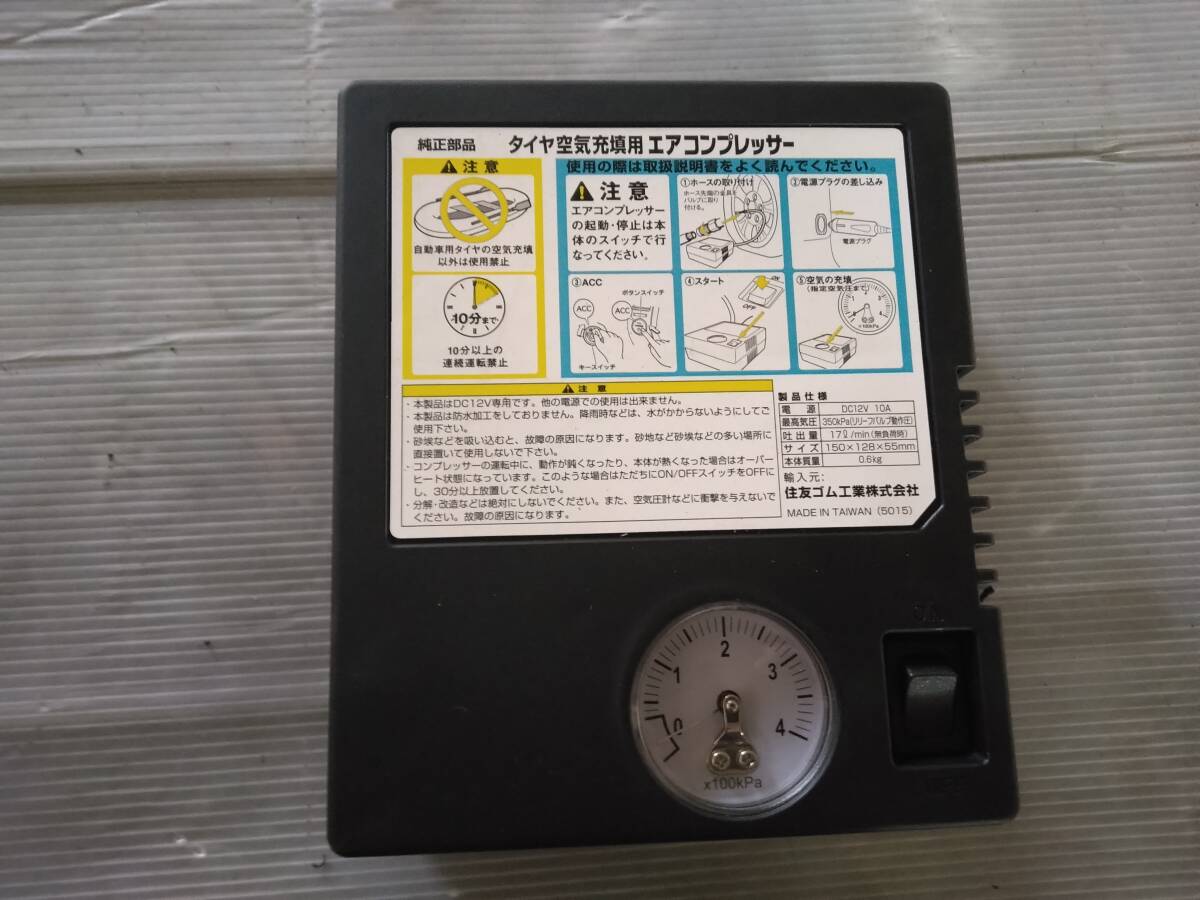 純正部品 タイヤ空気充填用 エアコンプレッサー
注意
自動車用タイヤの空気充填
以外は使用禁止
10分まで
10分以上の
連続運転禁止
使用の際は取扱説明書をよく読んでください。
注意
エアコンプレッサー
の起動・停止は本
体のスイッチで行
なってください。
①ホースの取り付け
ホース先端の金具を
バルブに取り
付ける。
②電源プラグの差し込み
電源プラグ
③ACC
ボタンスイッチ
ACC
ACC
キースイッチ
④スタート
ON
OFF
⑤空気の充填
(指定空気圧まで)
1 2 3 4
×100kPa
注意
・本製品はDC12V専用です。他の電源での使用は出来ません。
・本製品は防水加工をしておりません。降雨時などは、水がかからないようにしてご
使用下さい。
・砂埃などを吸い込むと、故障の原因になります。砂地など砂埃などの多い場所に
直接置いて使用しないで下さい。
・コンプレッサーの運転中に、動作が鈍くなったり、本体が熱くなった場合はオーバー
ヒート状態になっています。このような場合はただちにON/OFFスイッチをOFFに
し、30分以上放置してください。
・分解・改造などは絶対にしないでください。また、空気圧計などに衝撃を与えないで
ください。故障の原因になります。
製品仕様
電源 DC12V 10A
最高気圧 350kPa(リリーフバルブ動作圧)
吐出量 17ℓ/min(無負荷時)
サイズ 150×128×55mm
本体質量 0.6kg
輸入元:
住友ゴム工業株式会社
MADE IN TAIWAN (5015)
0 1 2 3 4
x100kPa